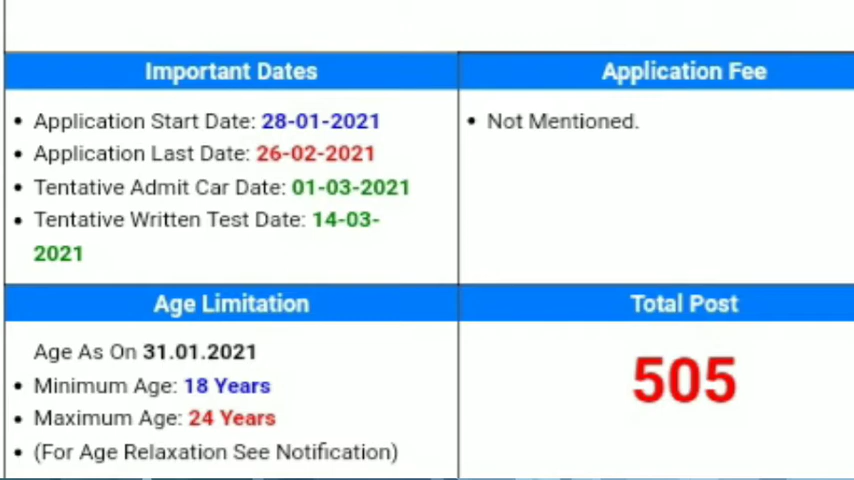 Important Dates
Application Fee
• Application Start Date: 28-01-2021
• Application Last Date: 26-02-2021
• Tentative Admit Car Date: 01-03-2021
• Tentative Written Test Date: 14-03-
2021
• Not Mentioned.
Age Limitation
Total Post
Age As On 31.01.2021
• Minimum Age: 18 Years
• Maximum Age: 24 Years
• (For Age Relaxation See Notification)
505